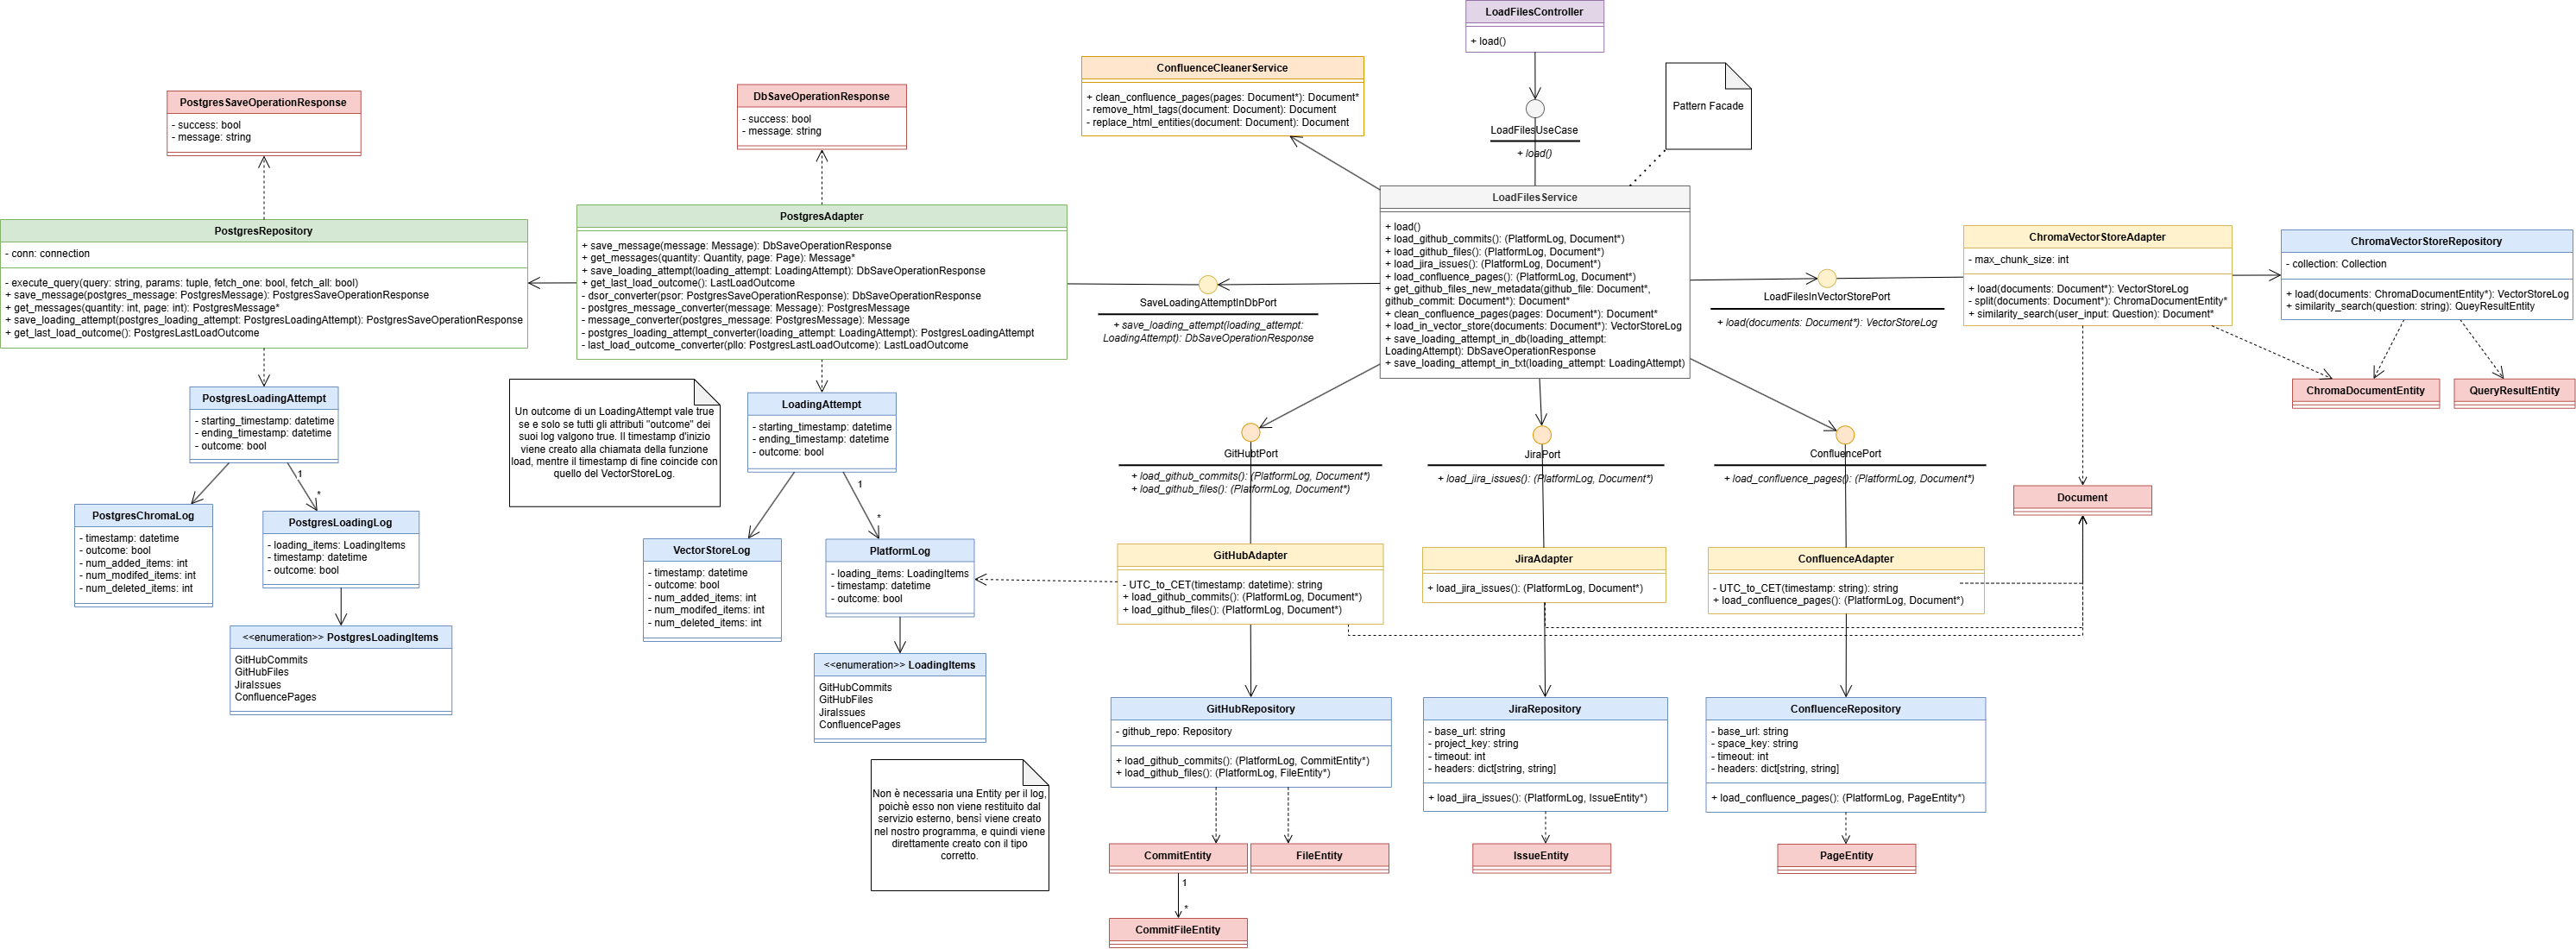 LoadFilesController
+ load()
LoadFilesUseCase
+ load()
Pattern Facade
ConfluenceCleanerService
+ clean_confluence_pages(pages: Document*): Document*
- remove_html_tags(document: Document): Document
- replace_html_entities(document: Document): Document
PostgresSaveOperationResponse
- success: bool
- message: string
DbSaveOperationResponse
- success: bool
- message: string
PostgresRepository
- conn: connection
- execute_query(query: string, params: tuple, fetch_one: bool, fetch_all: bool)
+ save_message(postgres_message: PostgresMessage): PostgresSaveOperationResponse
+ get_messages(quantity: int, page: int): PostgresMessage*
+ save_loading_attempt(postgres_loading_attempt: PostgresLoadingAttempt): PostgresSaveOperationResponse
+ get_last_load_outcome(): PostgresLastLoadOutcome
PostgresAdapter
+ save_message(message: Message): DbSaveOperationResponse
+ get_messages(quantity: Quantity, page: Page): Message*
+ save_loading_attempt(loading_attempt: LoadingAttempt): DbSaveOperationResponse
+ get_last_load_outcome(): LastLoadOutcome
- dsor_converter(psor: PostgresSaveOperationResponse): DbSaveOperationResponse
- postgres_message_converter(message: Message): PostgresMessage
- message_converter(postgres_message: PostgresMessage): Message
- postgres_loading_attempt_converter(loading_attempt: LoadingAttempt): PostgresLoadingAttempt
- last_load_outcome_converter(pllo: PostgresLastLoadOutcome): LastLoadOutcome
SaveLoadingAttemptInDbPort
+ save_loading_attempt(loading_attempt:
LoadingAttempt): DbSaveOperationResponse
LoadFilesService
+ load()
+ load_github_commits(): (PlatformLog, Document*)
+ load_github_files(): (PlatformLog, Document*)
+ load_jira_issues(): (PlatformLog, Document*)
+ load_confluence_pages(): (PlatformLog, Document*)
+ get_github_files_new_metadata(github_file: Document*,
github_commit: Document*): Document*
+ clean_confluence_pages(pages: Document*): Document*
+ load_in_vector_store(documents: Document*): VectorStoreLog
+ save_loading_attempt_in_db(loading_attempt:
LoadingAttempt): DbSaveOperationResponse
+ save_loading_attempt_in_txt(loading_attempt: LoadingAttempt)
LoadFilesInVectorStorePort
+ load(documents: Document*): VectorStoreLog
ChromaVectorStoreAdapter
- max_chunk_size: int
+ load(documents: Document*): VectorStoreLog
- split(documents: Document*): ChromaDocumentEntity*
+ similarity_search(user_input: Question): Document*
ChromaVectorStoreRepository
- collection: Collection
+ load(documents: ChromaDocumentEntity*): VectorStoreLog
+ similarity_search(question: string): QueyResultEntity
ChromaDocumentEntity
QueryResultEntity
PostgresLoadingAttempt
- starting_timestamp: datetime
- ending_timestamp: datetime
- outcome: bool
1
*
PostgresChromaLog
- timestamp: datetime
- outcome: bool
- num_added_items: int
- num_modifed_items: int
- num_deleted_items: int
PostgresLoadingLog
- loading_items: LoadingItems
- timestamp: datetime
- outcome: bool
<<enumeration>> PostgresLoadingItems
GitHubCommits
GitHubFiles
JiraIssues
ConfluencePages
Un outcome di un LoadingAttempt vale true
se e solo se tutti gli attributi "outcome" dei
suoi log valgono true. Il timestamp d'inizio
viene creato alla chiamata della funzione
load, mentre il timestamp di fine coincide con
quello del VectorStoreLog.
LoadingAttempt
- starting_timestamp: datetime
- ending_timestamp: datetime
- outcome: bool
1
*
VectorStoreLog
- timestamp: datetime
- outcome: bool
- num_added_items: int
- num_modifed_items: int
- num_deleted_items: int
PlatformLog
- loading_items: LoadingItems
- timestamp: datetime
- outcome: bool
<<enumeration>> LoadingItems
GitHubCommits
GitHubFiles
JiraIssues
ConfluencePages
Non è necessaria una Entity per il log,
poichè esso non viene restituito dal
servizio esterno, bensì viene creato
nel nostro programma, e quindi viene
direttamente creato con il tipo
corretto.
GitHubtPort
+ load_github_commits(): (PlatformLog, Document*)
+ load_github_files(): (PlatformLog, Document*)
JiraPort
+ load_jira_issues(): (PlatformLog, Document*)
ConfluencePort
+ load_confluence_pages(): (PlatformLog, Document*)
Document
GitHubAdapter
- UTC_to_CET(timestamp: datetime): string
+ load_github_commits(): (PlatformLog, Document*)
+ load_github_files(): (PlatformLog, Document*)
JiraAdapter
+ load_jira_issues(): (PlatformLog, Document*)
ConfluenceAdapter
- UTC_to_CET(timestamp: string): string
+ load_confluence_pages(): (PlatformLog, Document*)
GitHubRepository
- github_repo: Repository
+ load_github_commits(): (PlatformLog, CommitEntity*)
+ load_github_files(): (PlatformLog, FileEntity*)
JiraRepository
- base_url: string
- project_key: string
- timeout: int
- headers: dict[string, string]
+ load_jira_issues(): (PlatformLog, IssueEntity*)
ConfluenceRepository
- base_url: string
- space_key: string
- timeout: int
- headers: dict[string, string]
+ load_confluence_pages(): (PlatformLog, PageEntity*)
CommitEntity
FileEntity
IssueEntity
PageEntity
1
*
CommitFileEntity